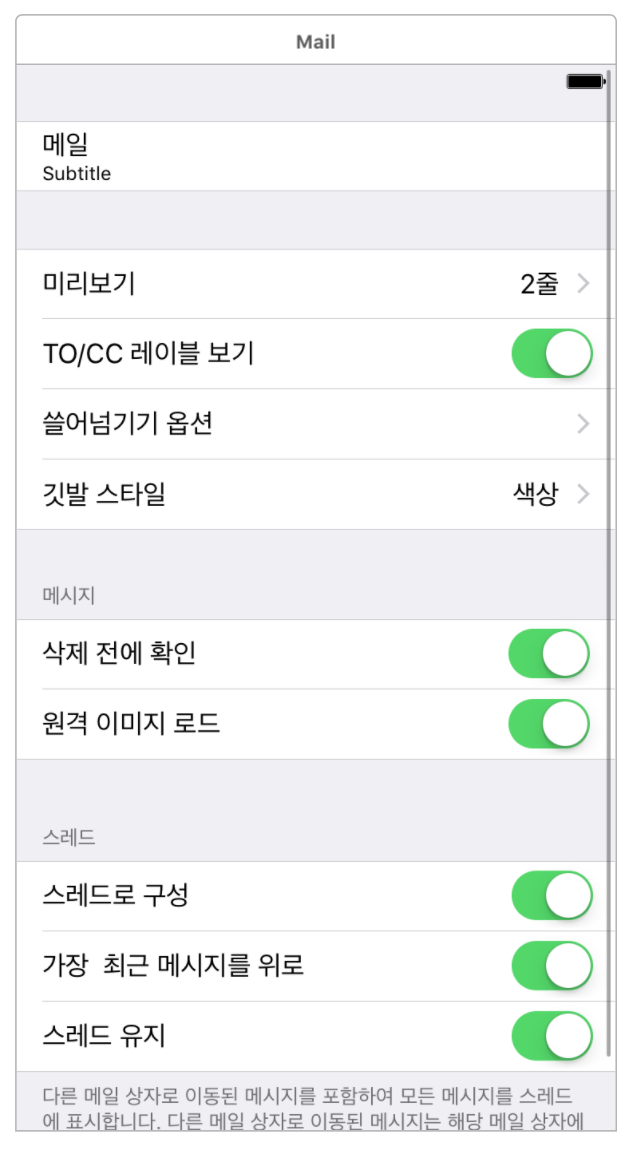 Mail
메일
Subtitle
미리보기 2줄
TO/CC 레이블 보기
쓸어넘기기 옵션
깃발 스타일 색상
메시지
삭제 전에 확인
원격 이미지 로드
스레드
스레드로 구성
가장  최근 메시지를 위로
스레드 유지
다른 메일 상자로 이동된 메시지를 포함하여 모든 메시지를 스레드
에 표시합니다. 다른 메일 상자로 이동된 메시지는 해당 메일 상자에